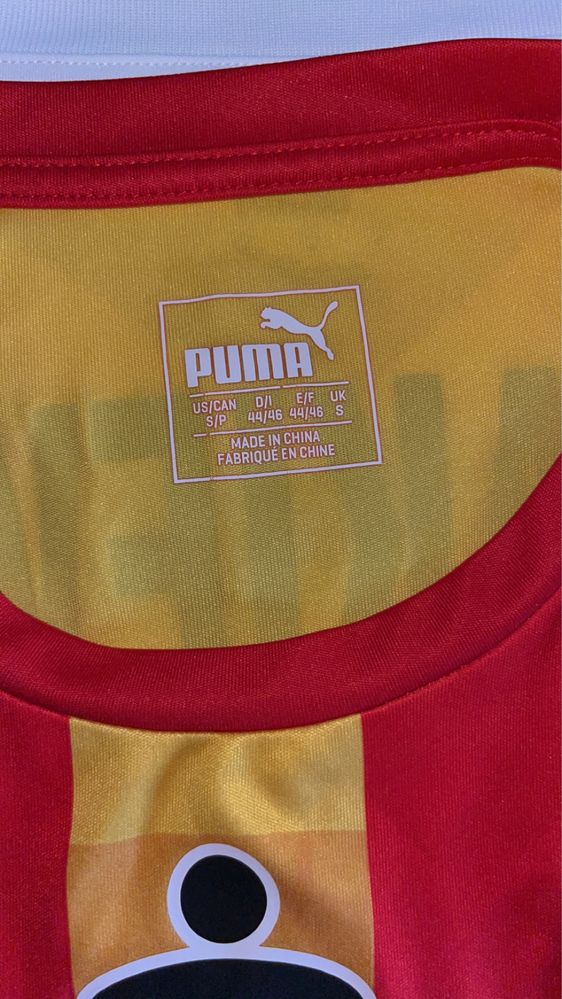 PUMA
US/CAN D/I E/F UK
S/P 44/46 44/46 S
MADE IN CHINA
FABRIQUÉ EN CHINE